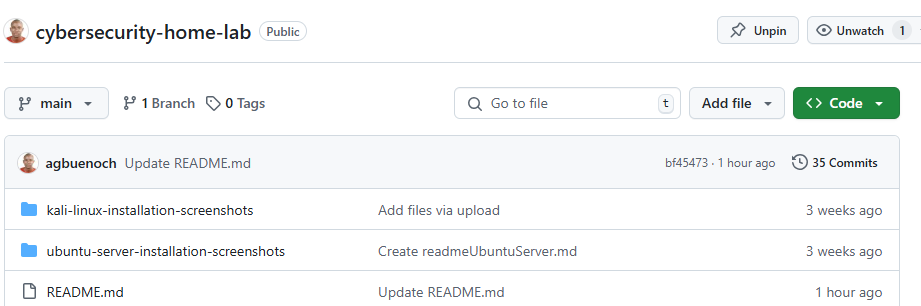 cybersecurity-home-lab Public Unpin Unwatch 1
main 1 Branch 0 Tags Go to file t Add file Code
agbuenoch Update README.md bf45473 · 1 hour ago 35 Commits
kali-linux-installation-screenshots Add files via upload 3 weeks ago
ubuntu-server-installation-screenshots Create readmeUbuntuServer.md 3 weeks ago
README.md Update README.md 1 hour ago